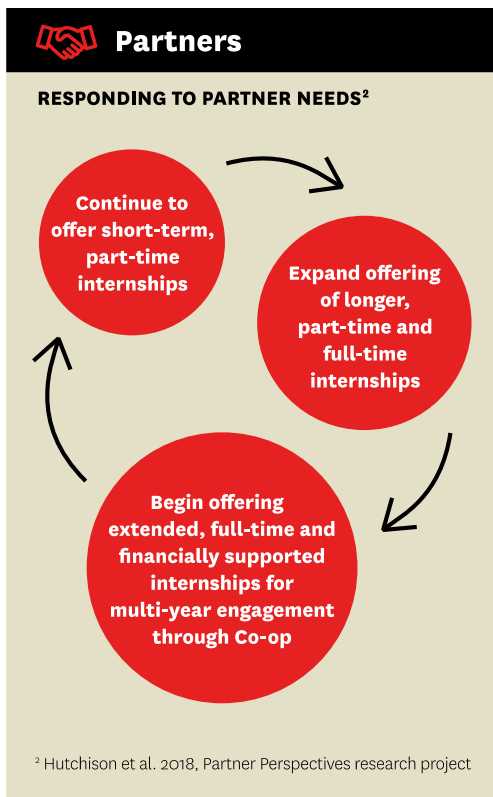 Partners
RESPONDING TO PARTNER NEEDS²
Continue to
offer short-term,
part-time
internships
Expand offering
of longer,
part-time and
full-time
internships
Begin offering
extended, full-time and
financially supported
internships for
multi-year engagement
through Co-op
² Hutchison et al. 2018, Partner Perspectives research project